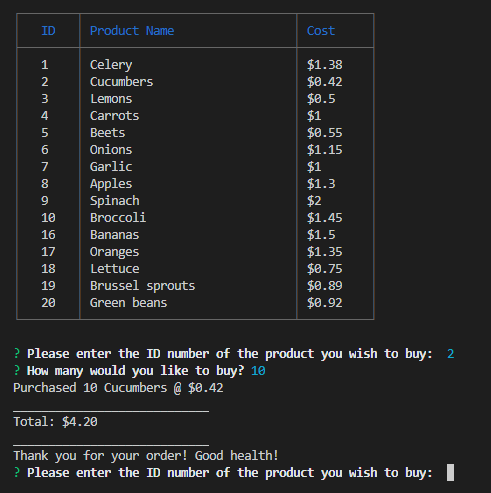 ID Product Name Cost
1 Celery $1.38
2 Cucumbers $0.42
3 Lemons $0.5
4 Carrots $1
5 Beets $0.55
6 Onions $1.15
7 Garlic $1
8 Apples $1.3
9 Spinach $2
10 Broccoli $1.45
16 Bananas $1.5
17 Oranges $1.35
18 Lettuce $0.75
19 Brussel sprouts $0.89
20 Green beans $0.92
? Please enter the ID number of the product you wish to buy: 2
? How many would you like to buy? 10
Purchased 10 Cucumbers @ $0.42
Total: $4.20
Thank you for your order! Good health!
? Please enter the ID number of the product you wish to buy: